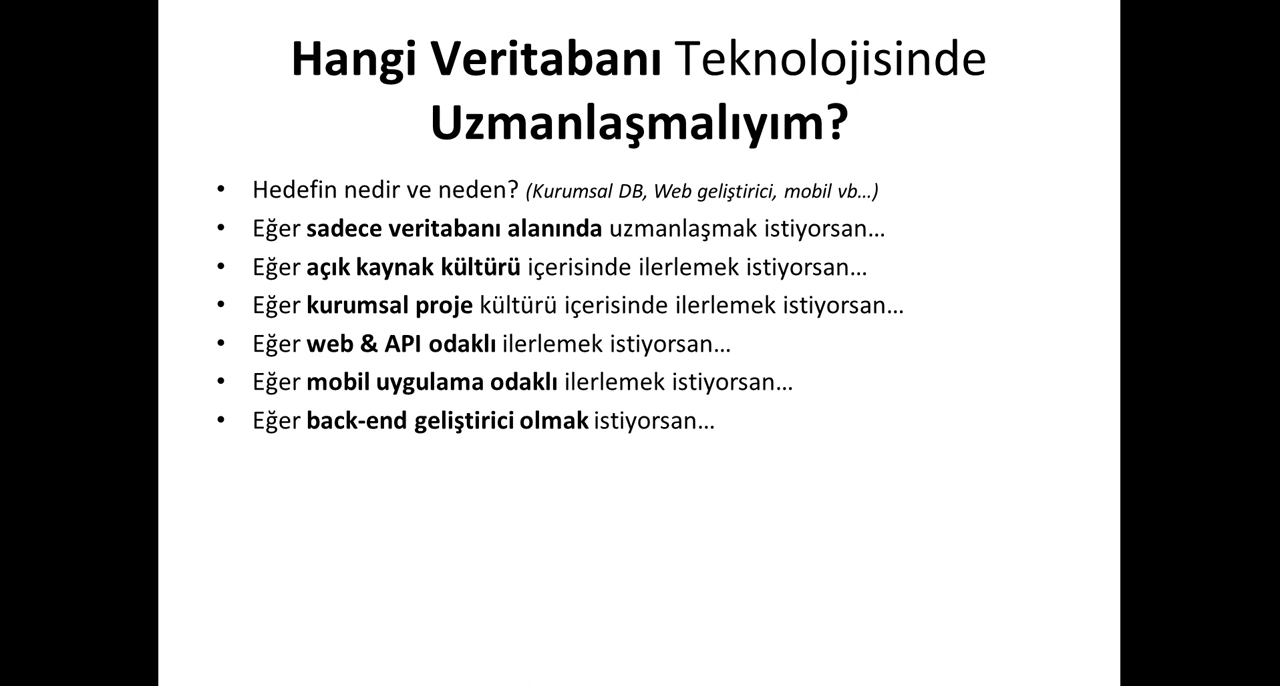 Hangi Veritabanı Teknolojisinde
Uzmanlaşmalıyım?
• Hedefin nedir ve neden? (Kurumsal DB, Web geliştirici, mobil vb…)
• Eğer sadece veritabanı alanında uzmanlaşmak istiyorsan…
• Eğer açık kaynak kültürü içerisinde ilerlemek istiyorsan…
• Eğer kurumsal proje kültürü içerisinde ilerlemek istiyorsan…
• Eğer web & API odaklı ilerlemek istiyorsan…
• Eğer mobil uygulama odaklı ilerlemek istiyorsan…
• Eğer back-end geliştirici olmak istiyorsan…